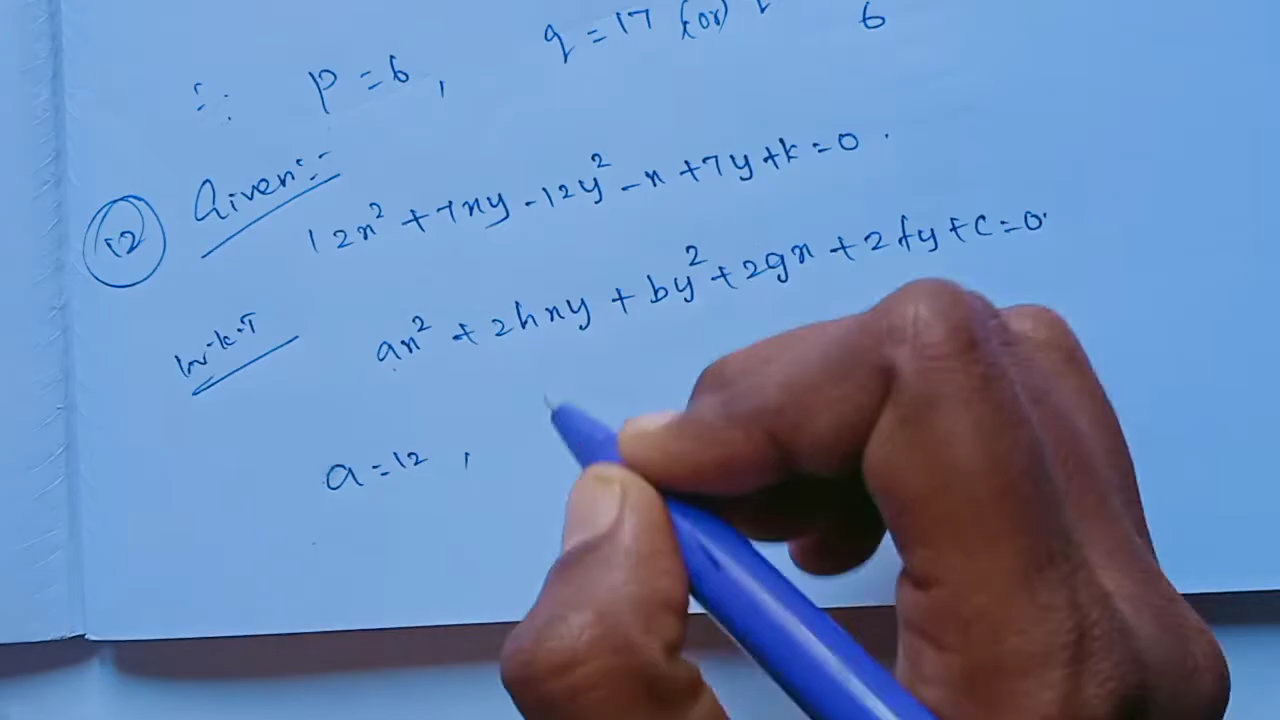 ∴ p = 6, q = 17 (or) 6
(12) Given:-
12x² + 7xy - 12y² - x + 7y + k = 0.
W.K.T ax² + 2hxy + by² + 2gx + 2fy + c = 0.
a = 12 ,